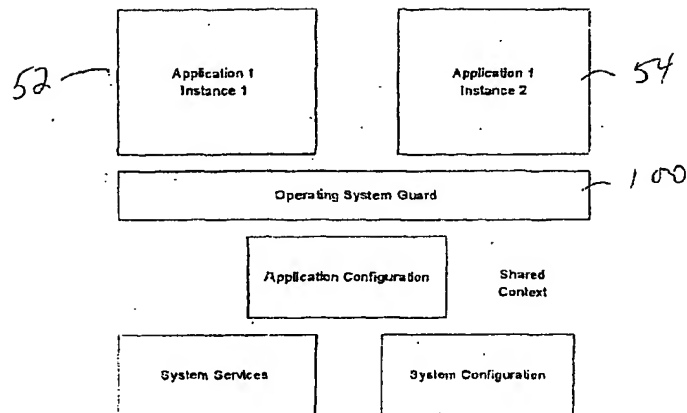 52
Application 1
Instance 1
Application 1
Instance 2
54
Operating System Guard
100
Application Configuration
Shared
Context
System Services
System Configuration